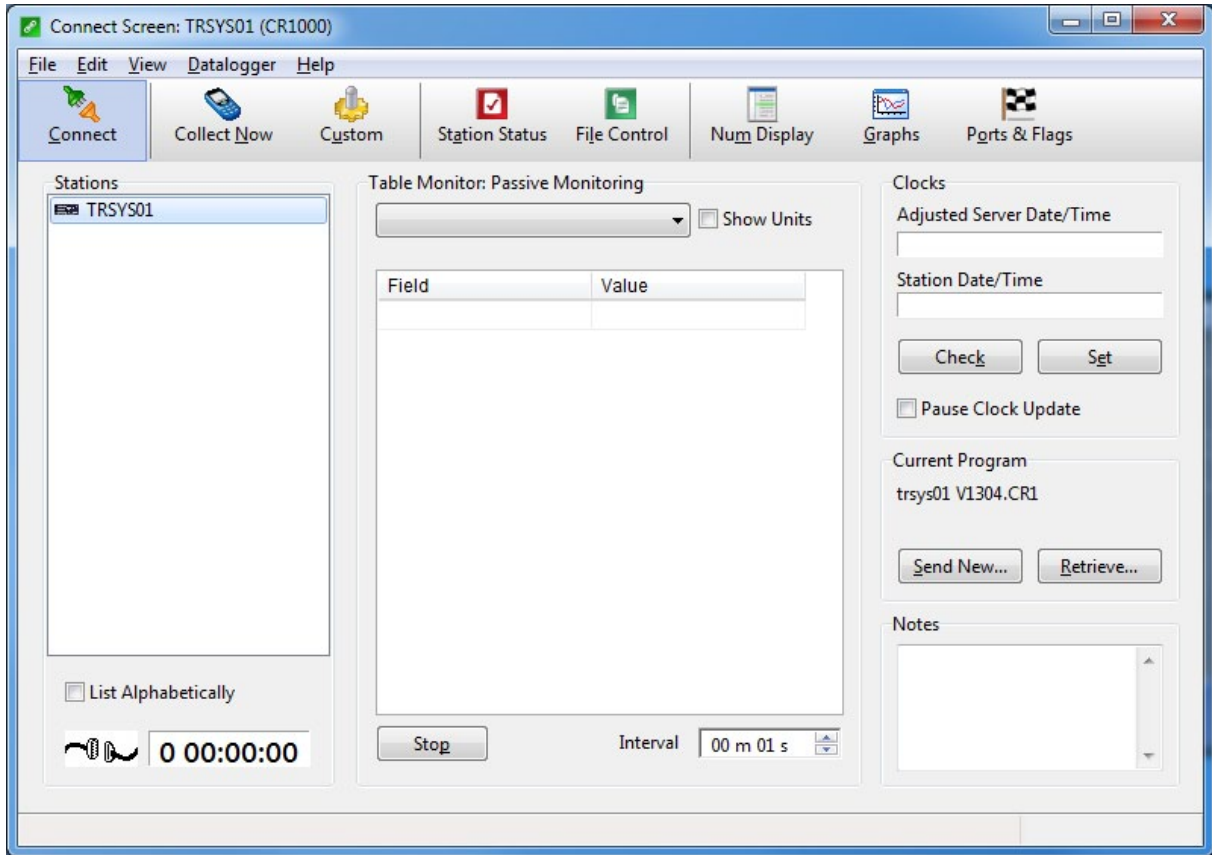 Connect Screen: TRSYS01 (CR1000)
File Edit View Datalogger Help
Connect Collect Now Custom Station Status File Control Num Display Graphs Ports & Flags
Stations
TRSYS01
List Alphabetically
0 00:00:00
Table Monitor: Passive Monitoring
Show Units
Field Value
Stop Interval 00 m 01 s
Clocks
Adjusted Server Date/Time
Station Date/Time
Check Set
Pause Clock Update
Current Program
trsys01 V1304.CR1
Send New... Retrieve...
Notes